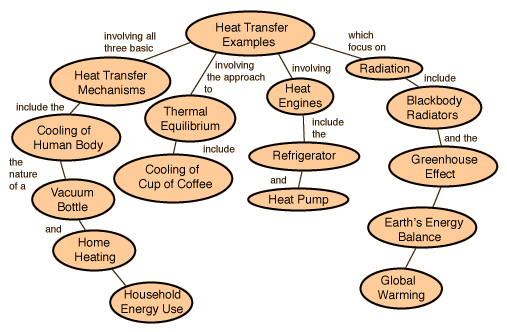 Heat Transfer
Examples
involving all
three basic
Heat Transfer
Mechanisms
include the
Cooling of
Human Body
the
nature
of a
Vacuum
Bottle
and
Home
Heating
Household
Energy Use
involving
the approach
to
Thermal
Equilibrium
include
Cooling of
Cup of Coffee
involving
Heat
Engines
include
the
Refrigerator
and
Heat Pump
which
focus on
Radiation
include
Blackbody
Radiators
and the
Greenhouse
Effect
Earth's Energy
Balance
Global
Warming